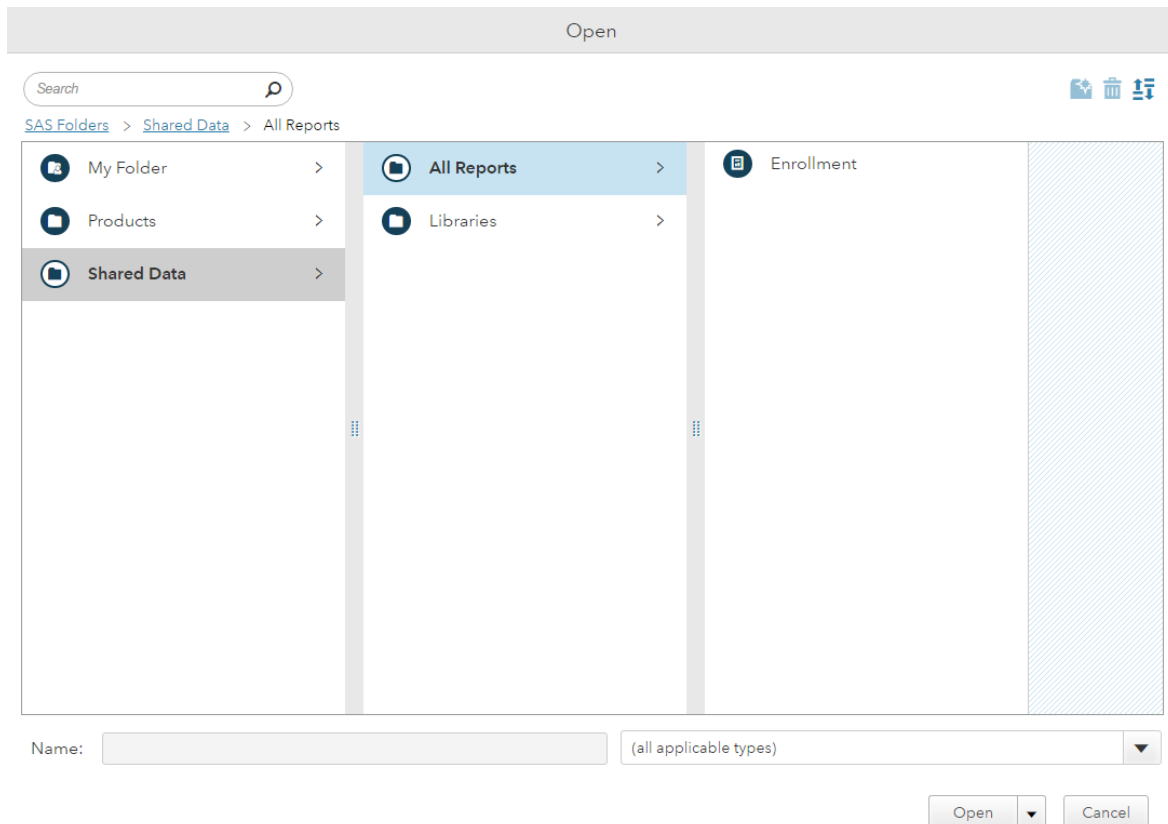 Open
Search
SAS Folders > Shared Data > All Reports
My Folder >
Products >
Shared Data >
All Reports >
Libraries >
Enrollment
Name:
(all applicable types)
Open
Cancel